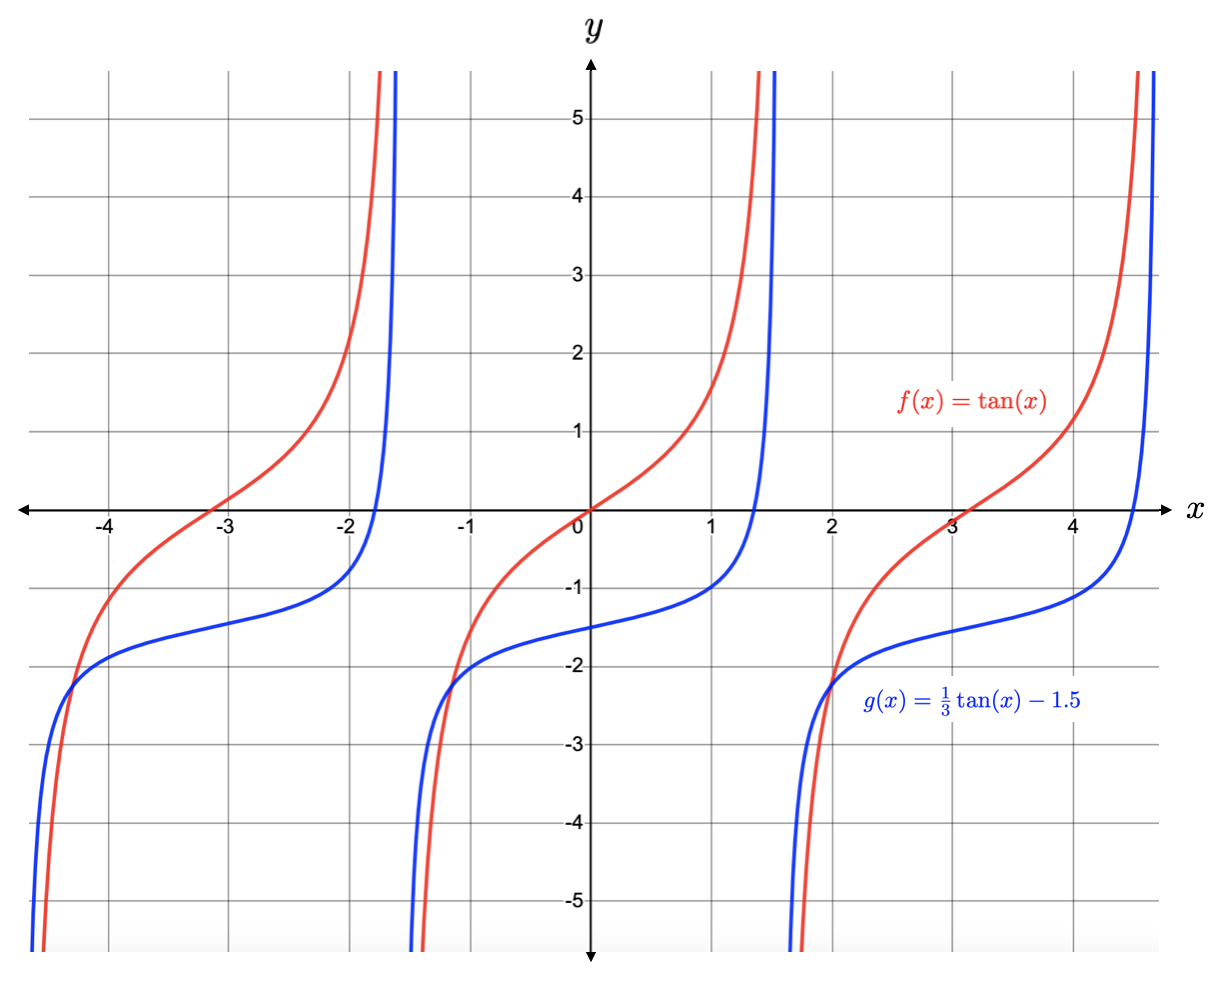 y
5
4
3
2
f(x) = tan(x)
1
-4 -3 -2 -1 0 1 2 3 4 x
-1
-2
g(x) = \frac{1}{3} tan(x) − 1.5
-3
-4
-5